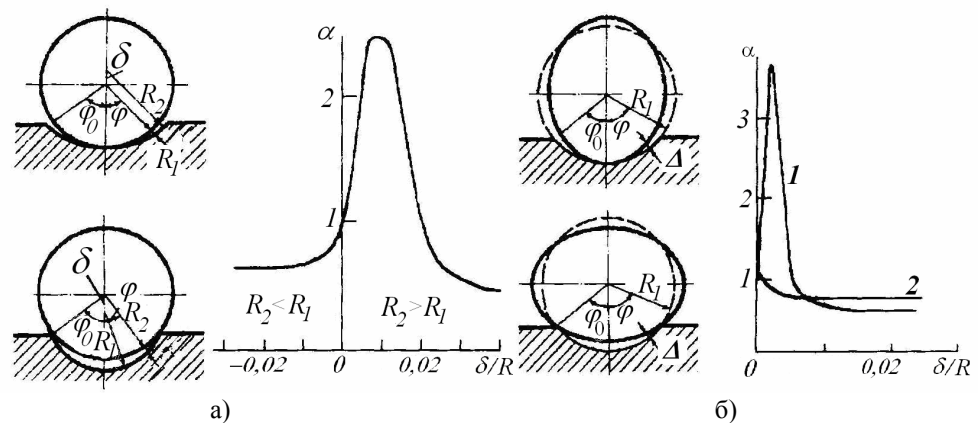 δ
R₂
φ₀ φ
R₁
δ
φ
R₂
φ₀ R₁
α
2
1
R₂<R₁ R₂>R₁
−0,02 0 0,02 δ/R
а)
R₁
φ₀ φ
Δ
R₁
φ₀ φ
Δ
α
3
2
1
1
2
0 0,02 δ/R
б)